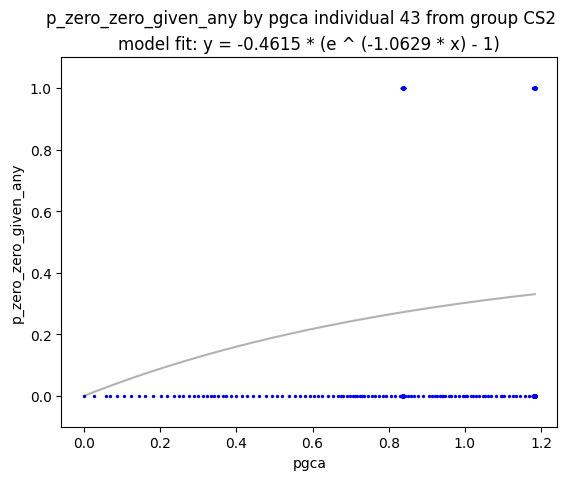 p_zero_zero_given_any by pgca individual 43 from group CS2
model fit: y = -0.4615 * (e ^ (-1.0629 * x) - 1)
1.0
0.8
0.6
0.4
0.2
0.0
p_zero_zero_given_any
0.0 0.2 0.4 0.6 0.8 1.0 1.2
pgca